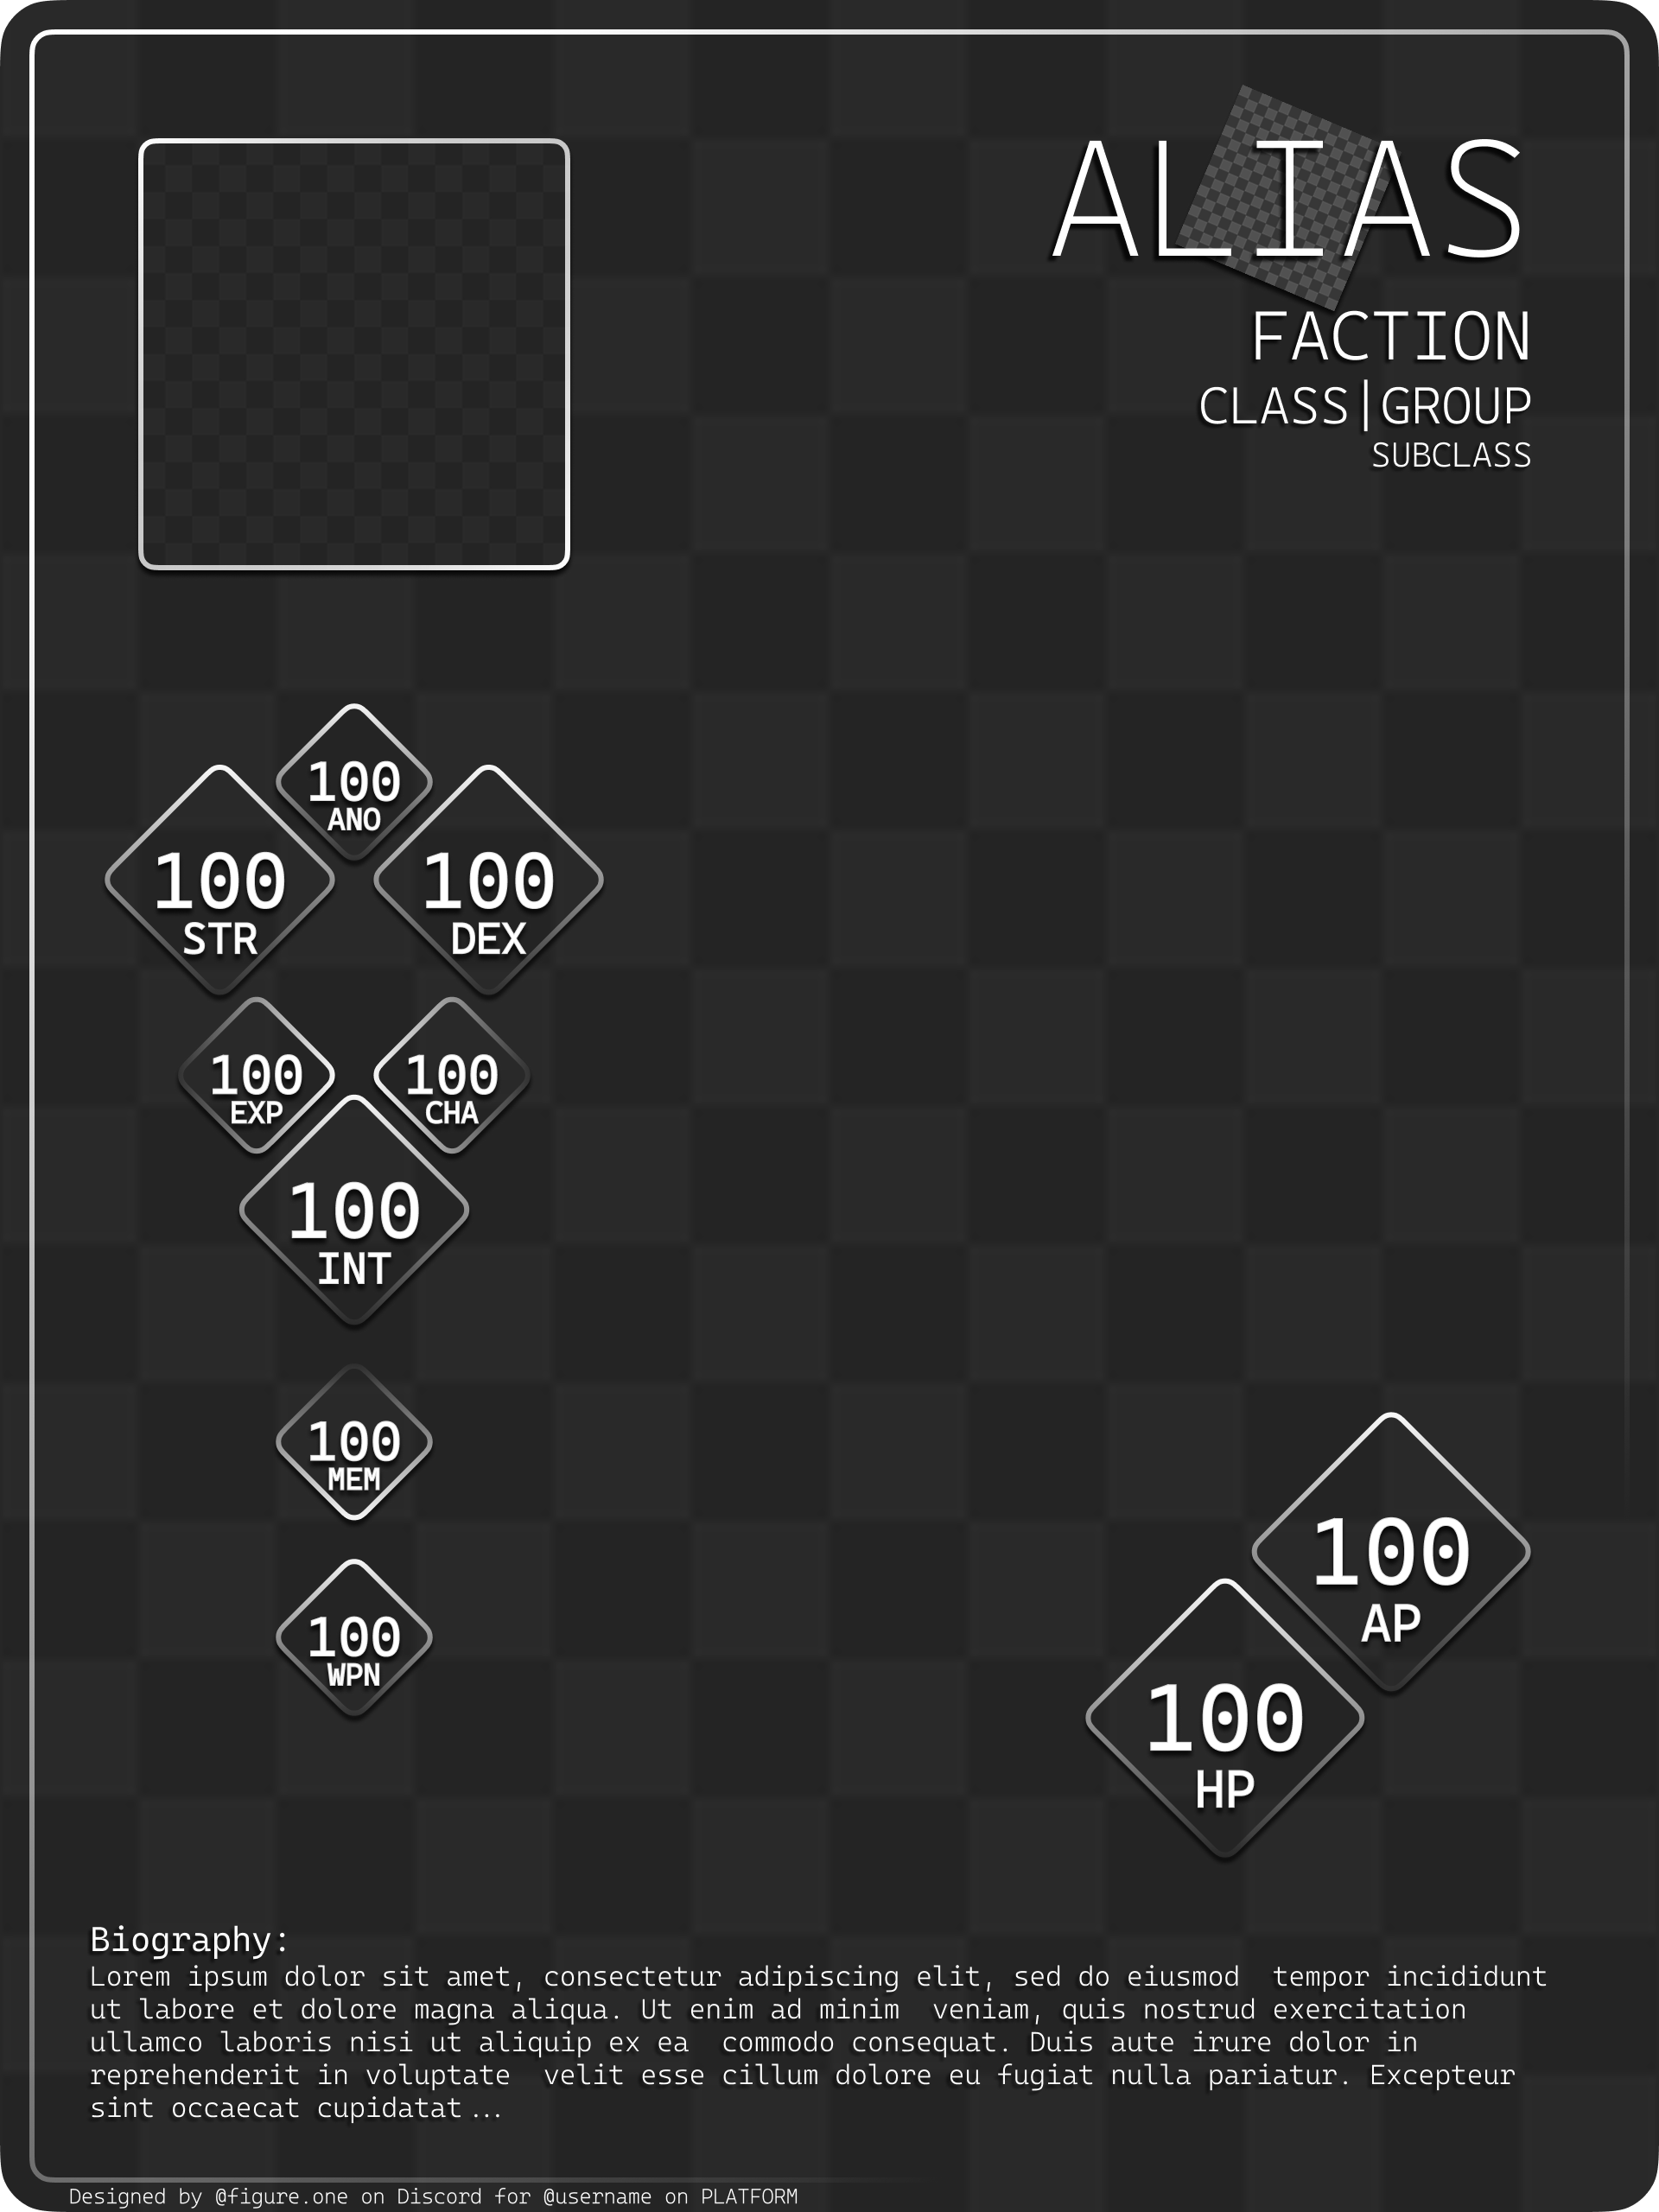 ALIAS
FACTION
CLASS|GROUP
SUBCLASS
100
ANO
100
STR
100
DEX
100
EXP
100
CHA
100
INT
100
MEM
100
WPN
100
AP
100
HP
Biography:
Lorem ipsum dolor sit amet, consectetur adipiscing elit, sed do eiusmod  tempor incididunt
ut labore et dolore magna aliqua. Ut enim ad minim  veniam, quis nostrud exercitation
ullamco laboris nisi ut aliquip ex ea  commodo consequat. Duis aute irure dolor in
reprehenderit in voluptate  velit esse cillum dolore eu fugiat nulla pariatur. Excepteur
sint occaecat cupidatat...
Designed by @figure.one on Discord for @username on PLATFORM